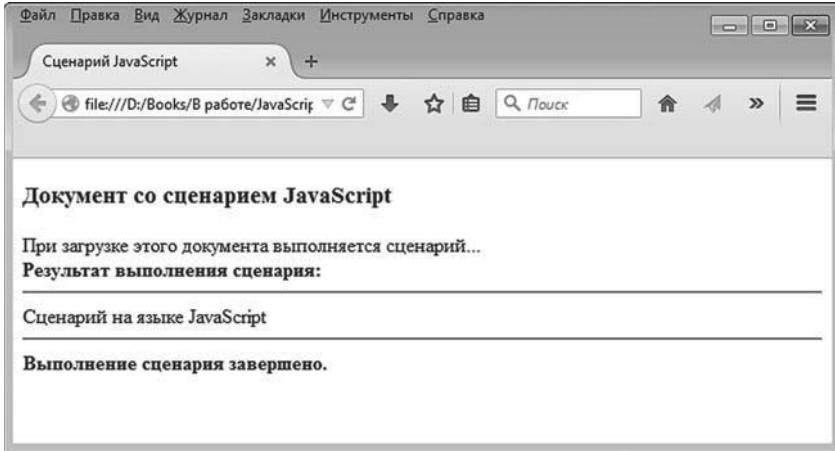 Файл Правка Вид Журнал Закладки Инструменты Справка
Сценарий JavaScript
file:///D:/Books/В работе/JavaScrip
Поиск
Документ со сценарием JavaScript
При загрузке этого документа выполняется сценарий...
Результат выполнения сценария:
Сценарий на языке JavaScript
Выполнение сценария завершено.